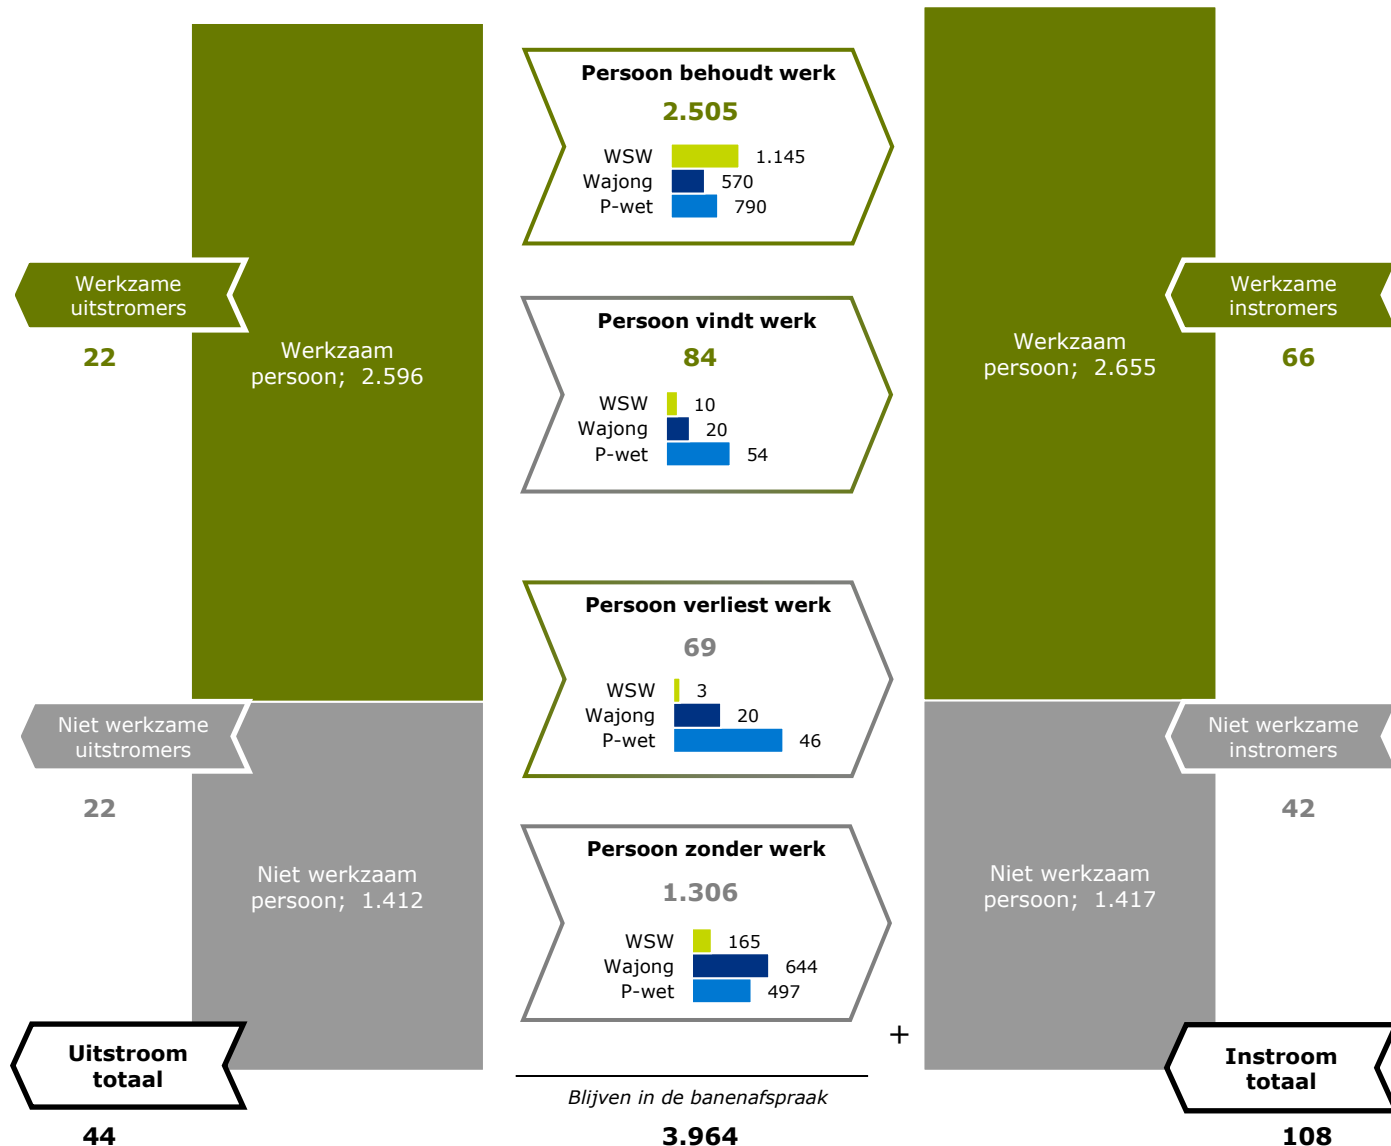 Werkzame
uitstromers
22
Werkzaam
persoon; 2.596
Niet werkzame
uitstromers
22
Niet werkzaam
persoon; 1.412
Uitstroom
totaal
44
Persoon behoudt werk
2.505
WSW 1.145
Wajong 570
P-wet 790
Persoon vindt werk
84
WSW 10
Wajong 20
P-wet 54
Persoon verliest werk
69
WSW 3
Wajong 20
P-wet 46
Persoon zonder werk
1.306
WSW 165
Wajong 644
P-wet 497
+
Blijven in de banenafspraak
3.964
Werkzaam
persoon; 2.655
Niet werkzaam
persoon; 1.417
Werkzame
instromers
66
Niet werkzame
instromers
42
Instroom
totaal
108